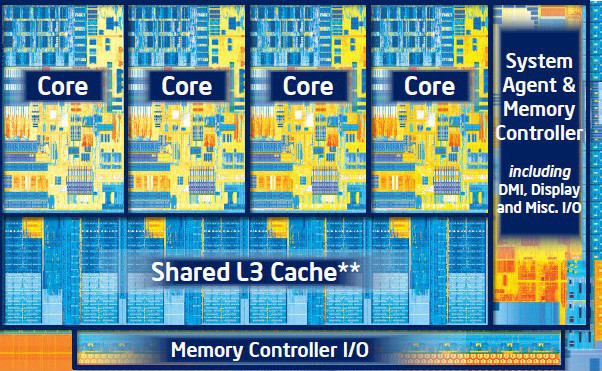 Core
Core
Core
Core
System
Agent &
Memory
Controller
including
DMI, Display
and Misc. I/O
Shared L3 Cache**
Memory Controller I/O